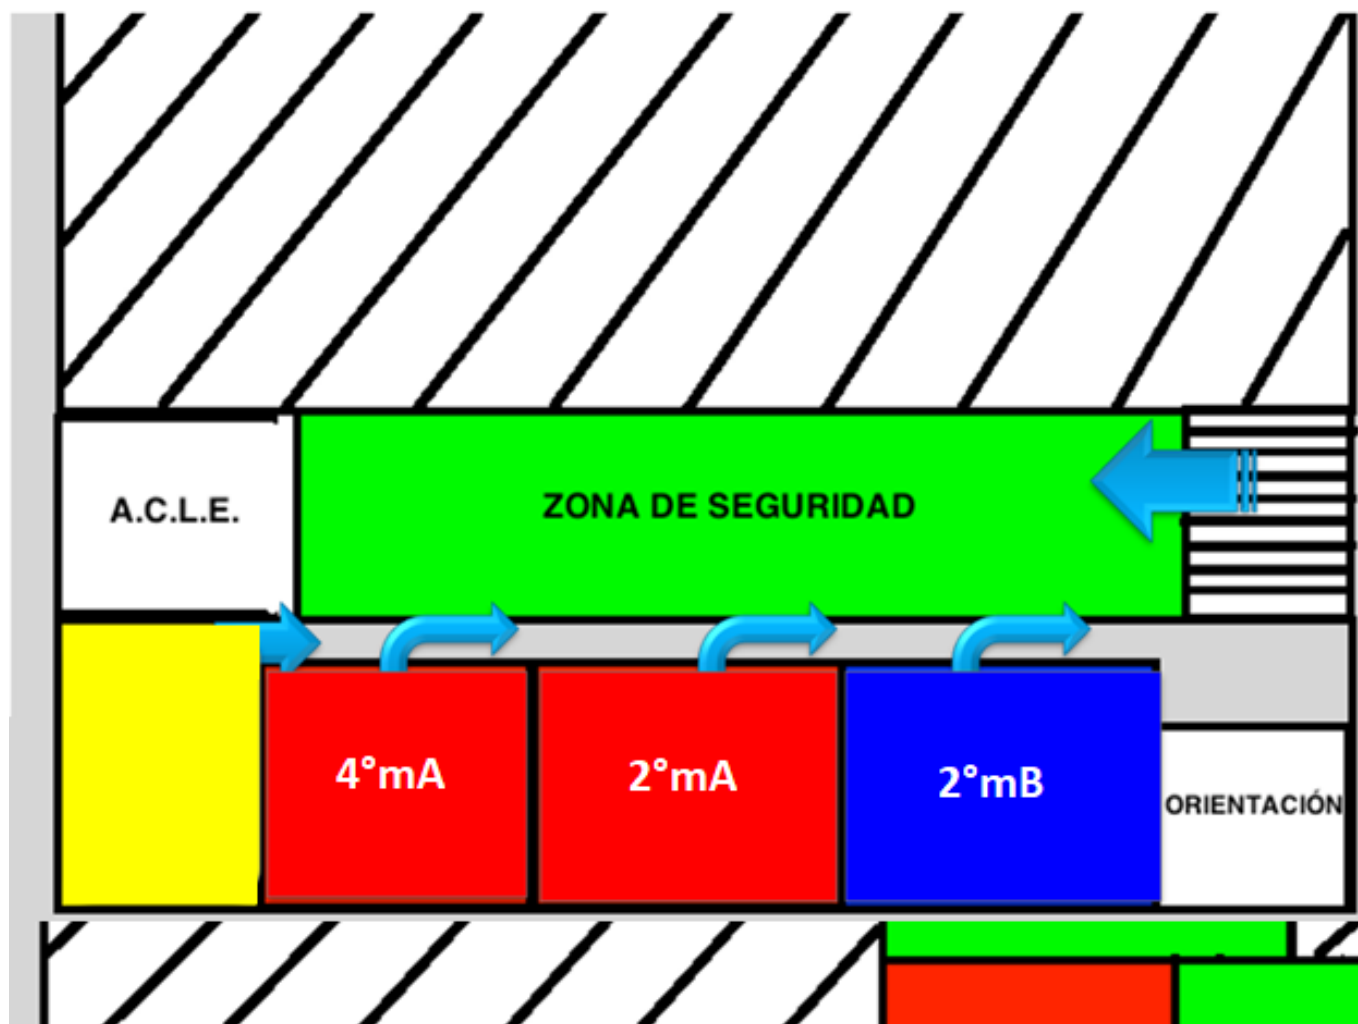 A.C.L.E.
ZONA DE SEGURIDAD
4°mA
2°mA
2°mB
ORIENTACIÓN